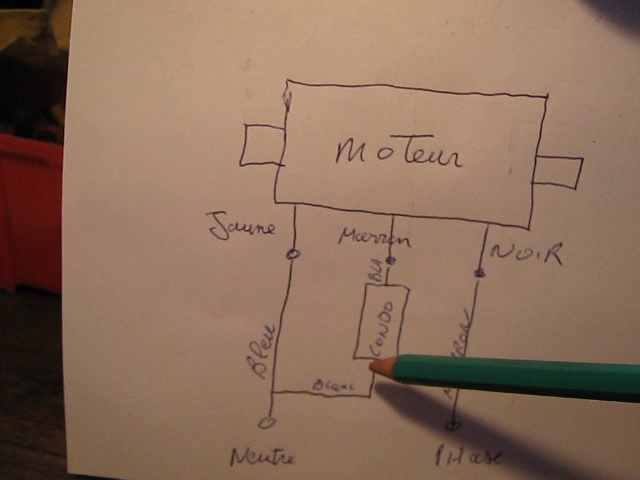 MoTeur
Jaune
Marron
NOIR
CONDO
Bleu
Blanc
Neutre
PHase